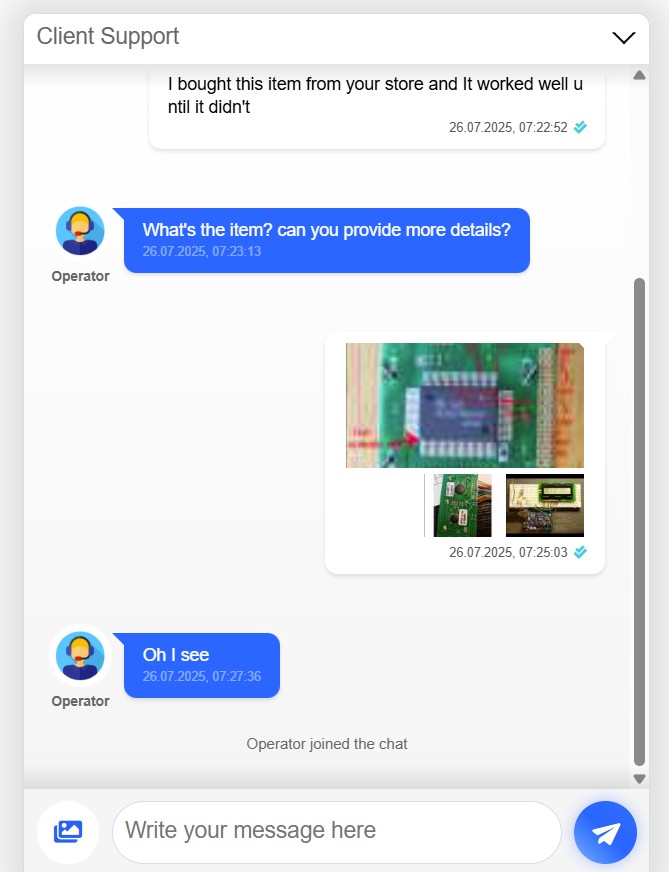 Client Support
I bought this item from your store and It worked well u
ntil it didn't
26.07.2025, 07:22:52
What's the item? can you provide more details?
26.07.2025, 07:23:13
Operator
26.07.2025, 07:25:03
Oh I see
26.07.2025, 07:27:36
Operator
Operator joined the chat
Write your message here